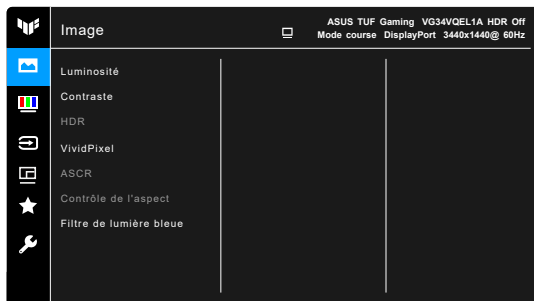 Image
ASUS TUF Gaming VG34VQEL1A HDR Off
Mode course DisplayPort 3440x1440@ 60Hz
Luminosité
Contraste
HDR
VividPixel
ASCR
Contrôle de l'aspect
Filtre de lumière bleue